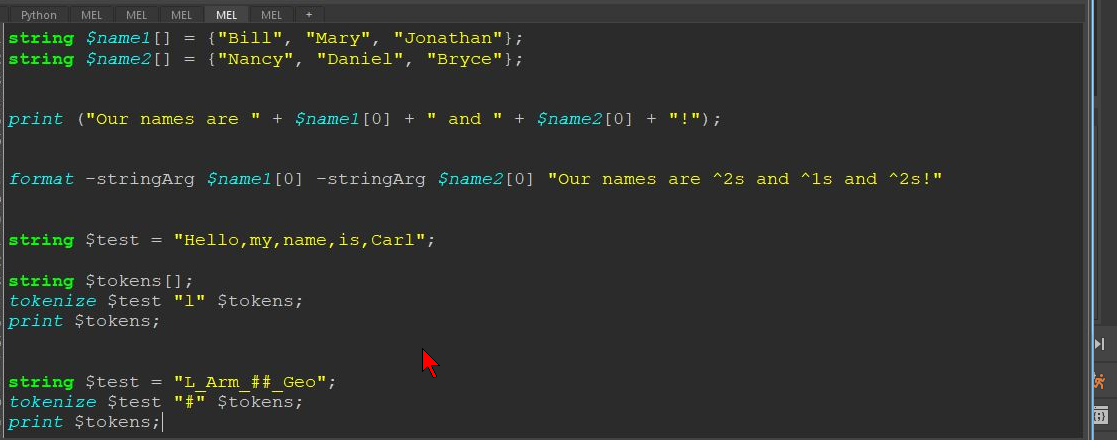 Python MEL MEL MEL MEL MEL +
string $name1[] = {"Bill", "Mary", "Jonathan"};
string $name2[] = {"Nancy", "Daniel", "Bryce"};
print ("Our names are " + $name1[0] + " and " + $name2[0] + "!");
format -stringArg $name1[0] -stringArg $name2[0] "Our names are ^2s and ^1s and ^2s!"
string $test = "Hello,my,name,is,Carl";
string $tokens[];
tokenize $test "l" $tokens;
print $tokens;
string $test = "L_Arm_##_Geo";
tokenize $test "#" $tokens;
print $tokens;